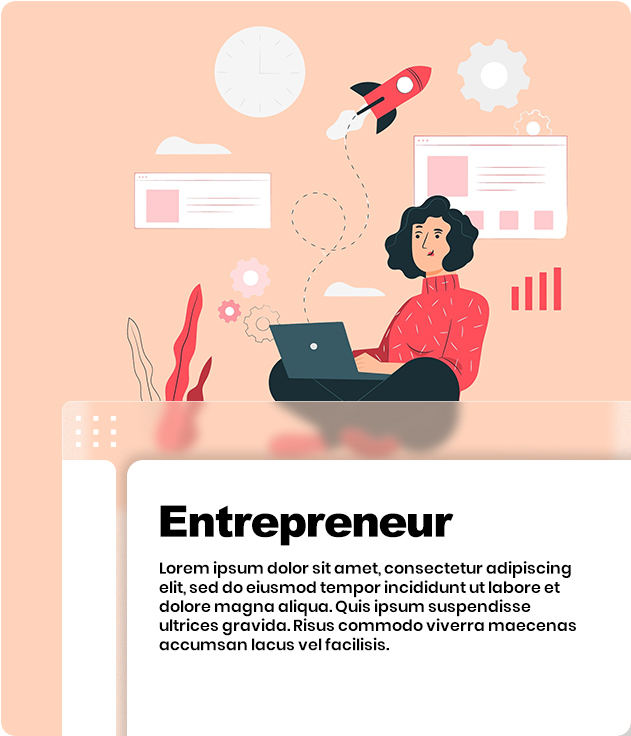 Entrepreneur
Lorem ipsum dolor sit amet, consectetur adipiscing
elit, sed do eiusmod tempor incididunt ut labore et
dolore magna aliqua. Quis ipsum suspendisse
ultrices gravida. Risus commodo viverra maecenas
accumsan lacus vel facilisis.